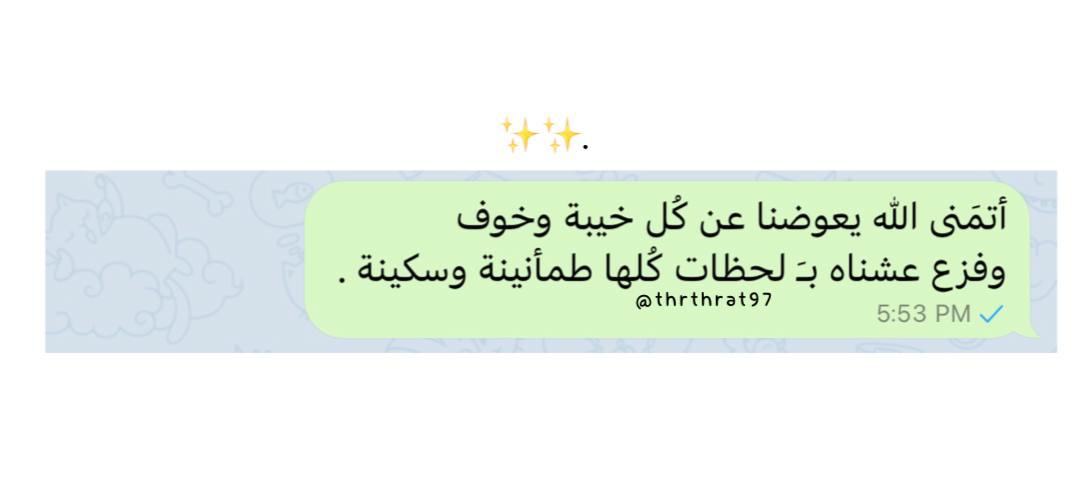 ✨✨.
أتمَنى الله يعوضنا عن كُل خيبة وخوف
وفزع عشناه بـَ لحظات كُلها طمأنينة وسكينة .
@thrthrat97
5:53 PM